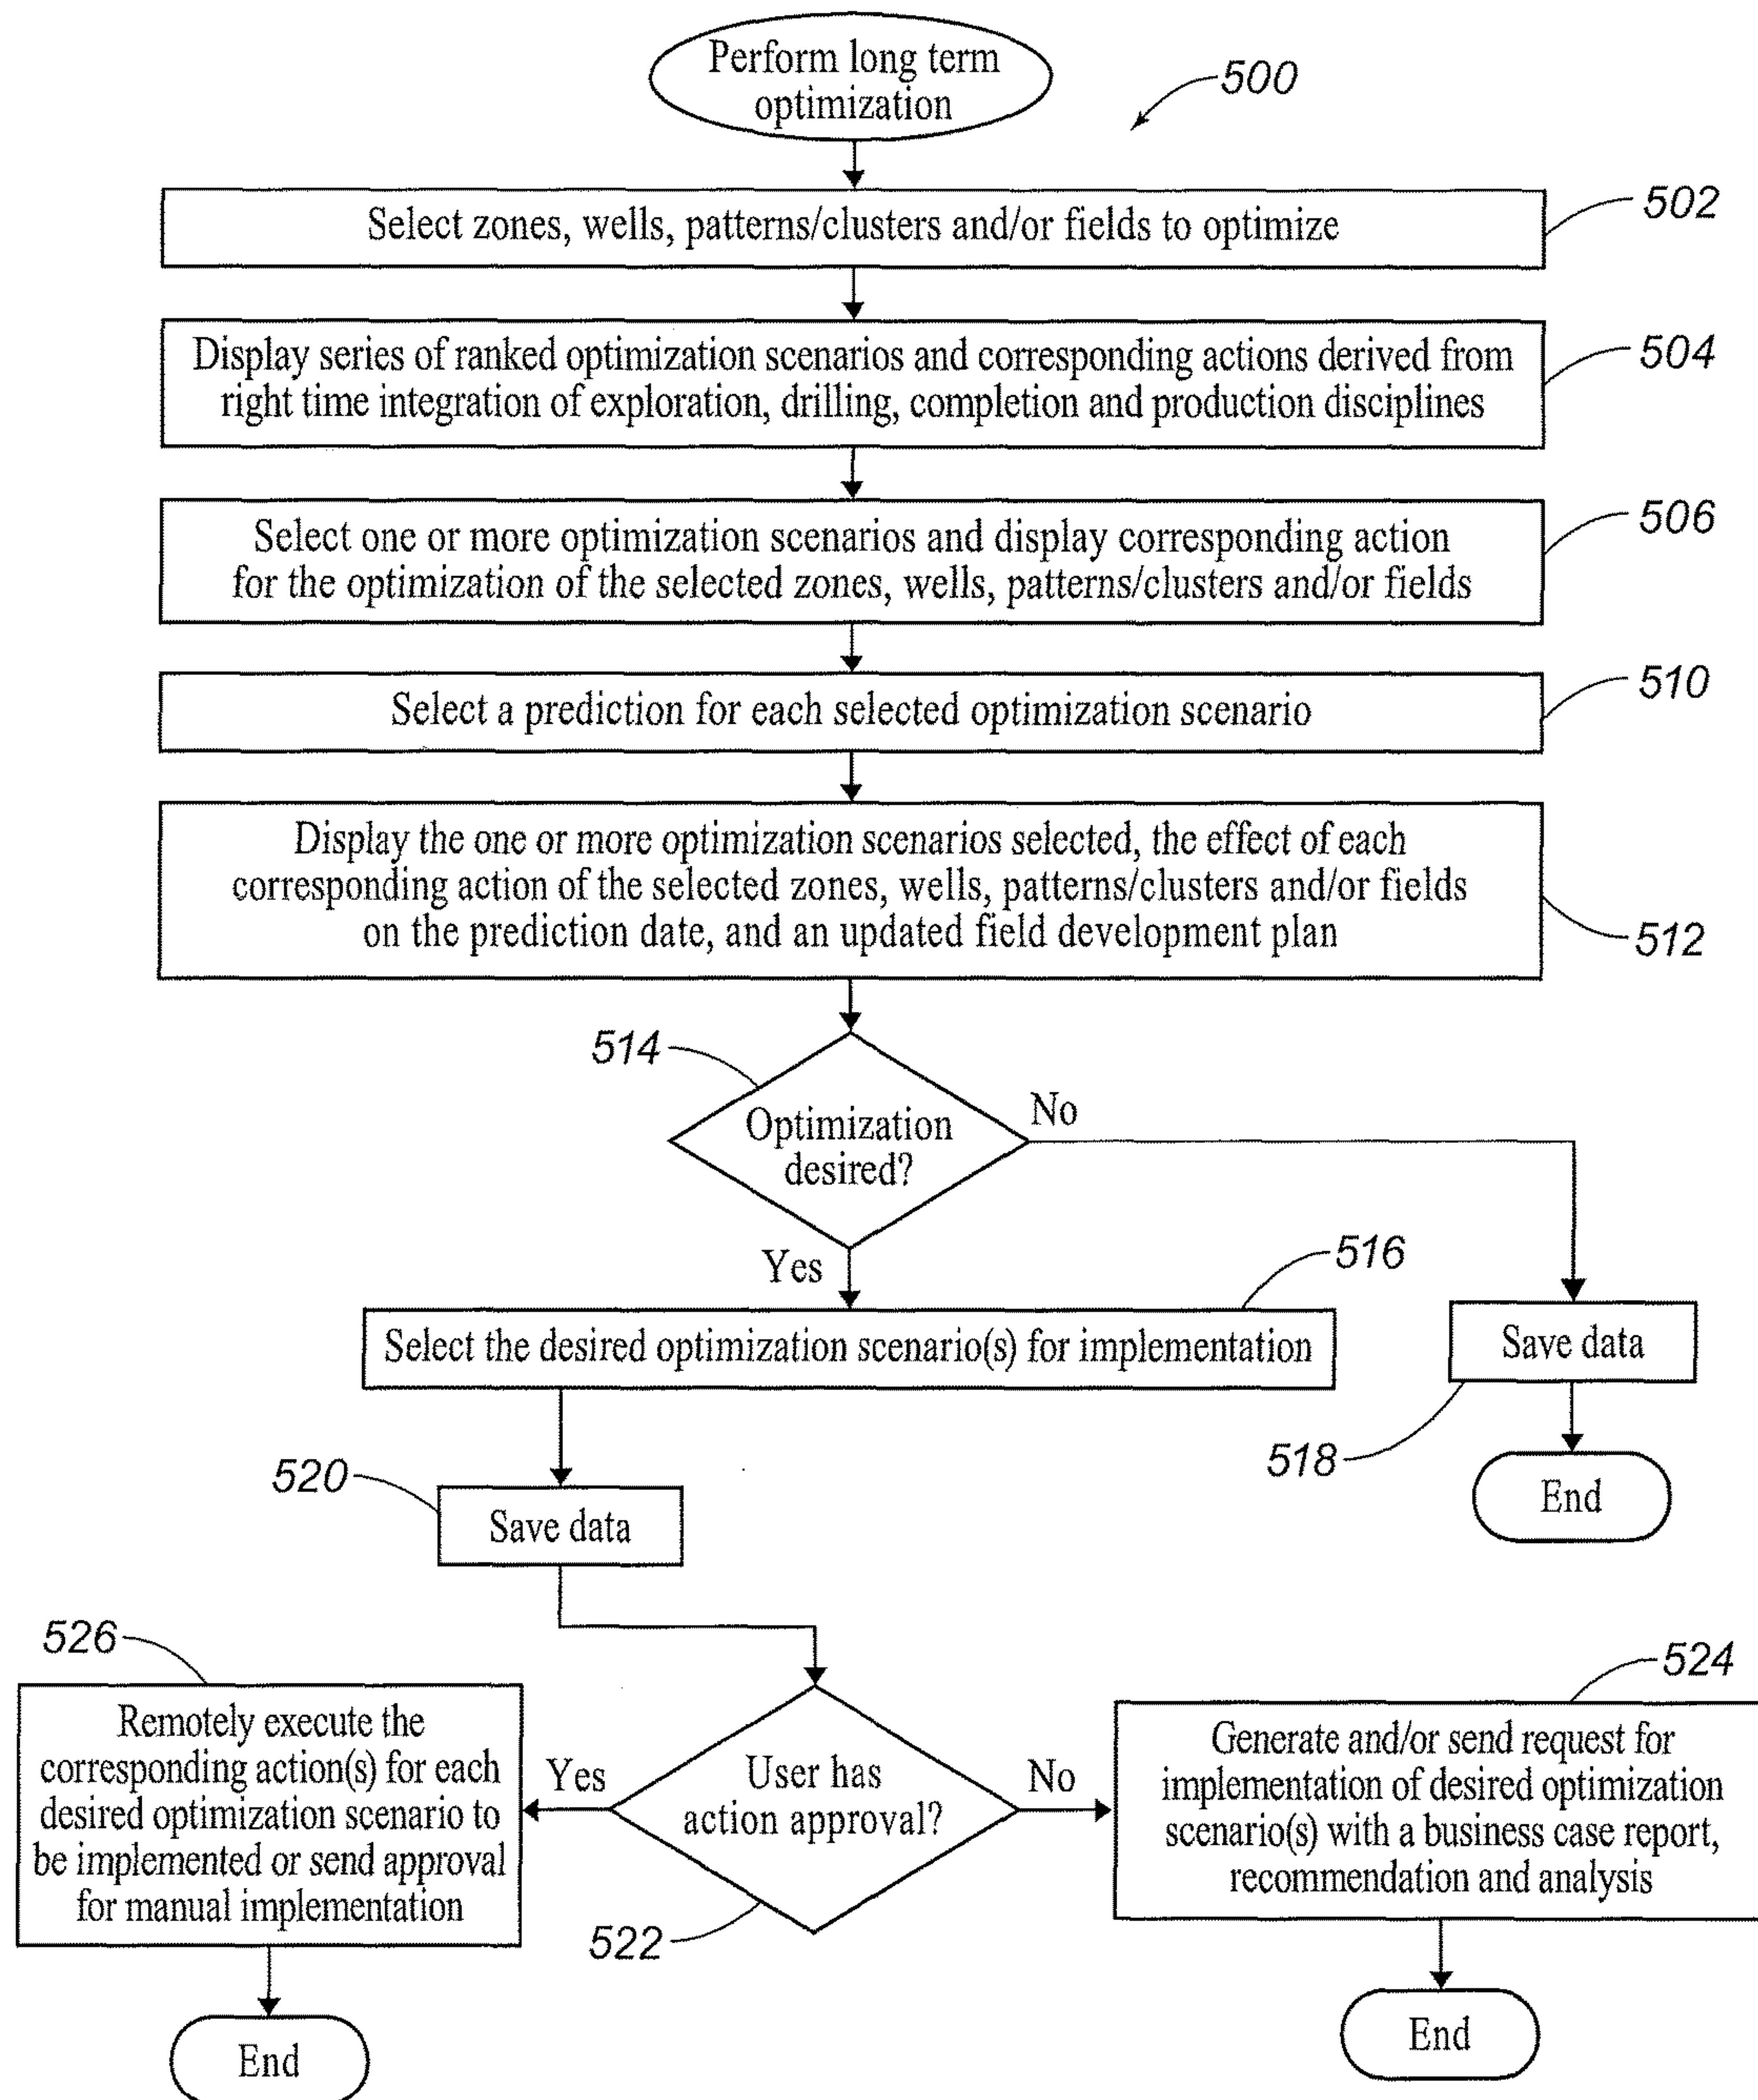 Perform long term
optimization
500
Select zones, wells, patterns/clusters and/or fields to optimize
502
Display series of ranked optimization scenarios and corresponding actions derived from
right time integration of exploration, drilling, completion and production disciplines
504
Select one or more optimization scenarios and display corresponding action
for the optimization of the selected zones, wells, patterns/clusters and/or fields
506
Select a prediction for each selected optimization scenario
510
Display the one or more optimization scenarios selected, the effect of each
corresponding action of the selected zones, wells, patterns/clusters and/or fields
on the prediction date, and an updated field development plan
512
514
Optimization
desired?
No
Yes
516
Select the desired optimization scenario(s) for implementation
Save data
518
End
520
Save data
526
Remotely execute the
corresponding action(s) for each
desired optimization scenario to
be implemented or send approval
for manual implementation
Yes
User has
action approval?
No
522
524
Generate and/or send request for
implementation of desired optimization
scenario(s) with a business case report,
recommendation and analysis
End
End